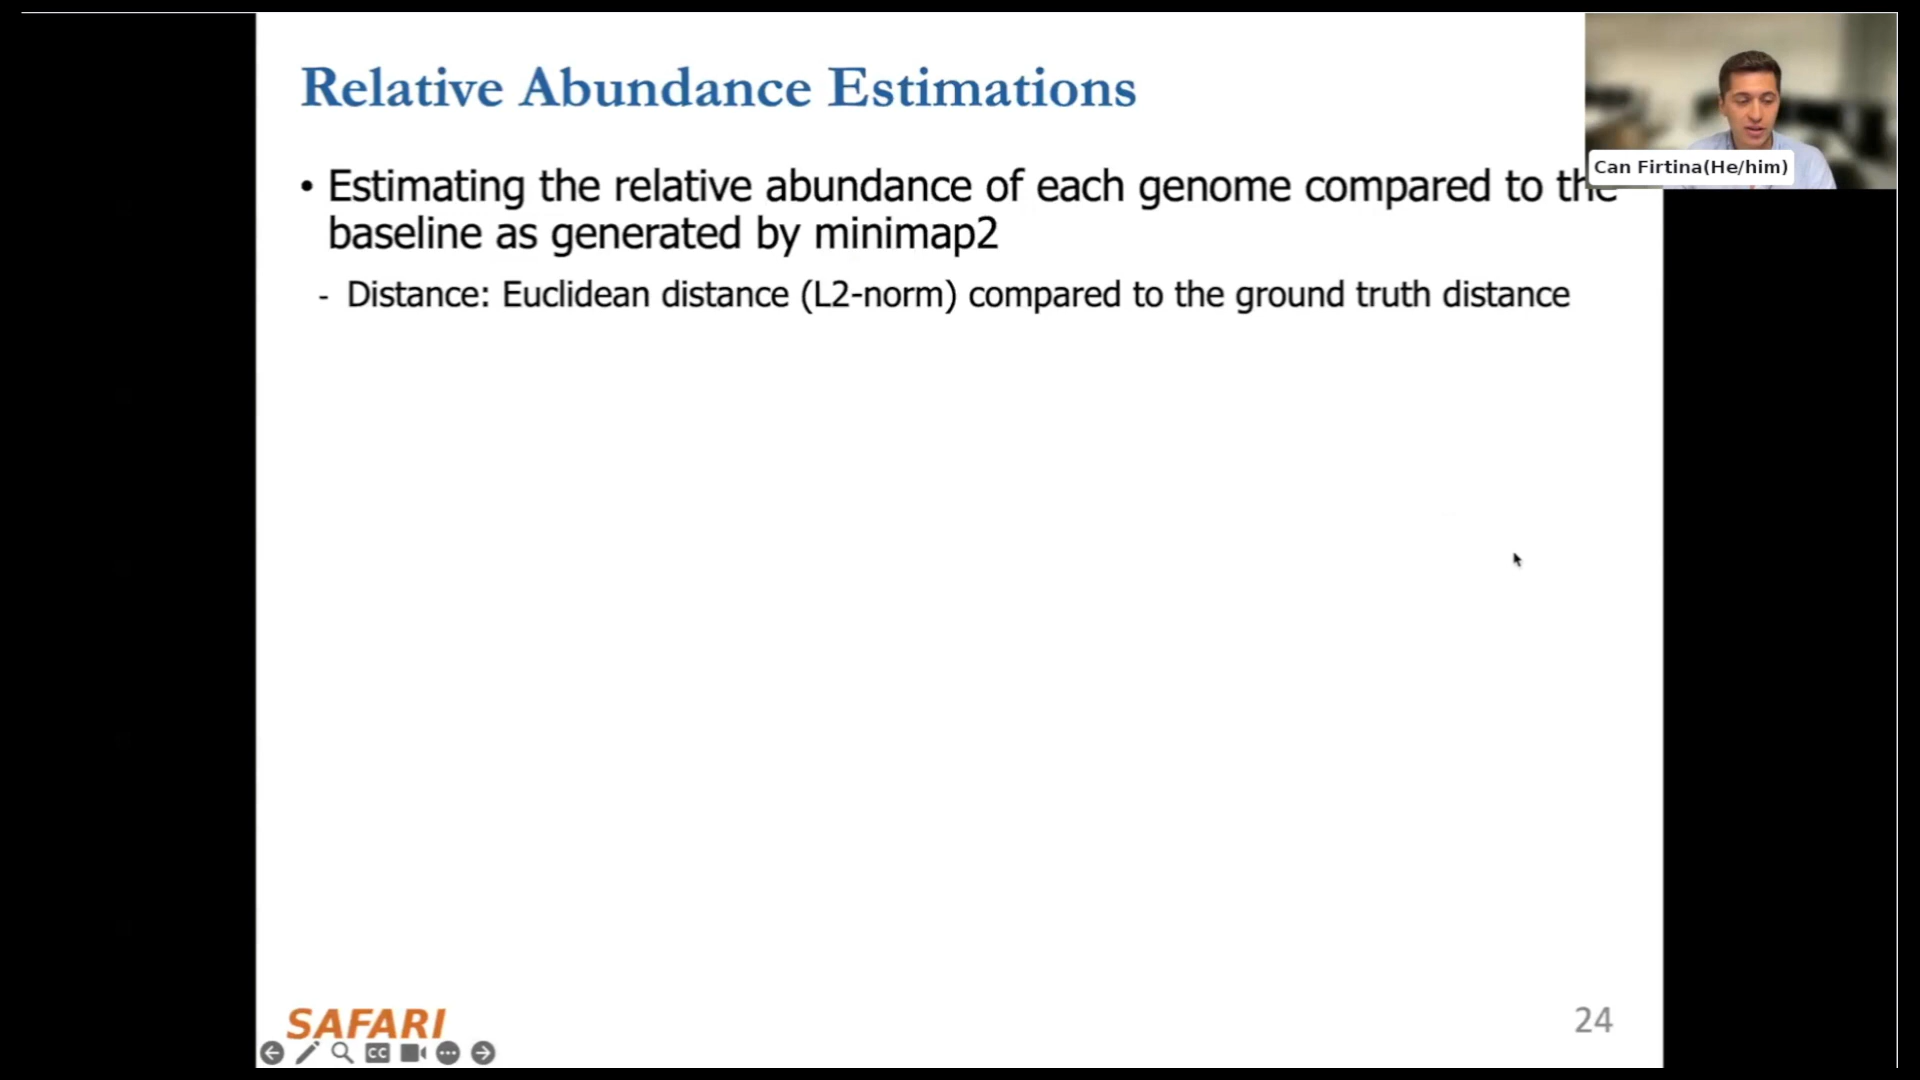 Relative Abundance Estimations
Can Firtina(He/him)
• Estimating the relative abundance of each genome compared to the
baseline as generated by minimap2
- Distance: Euclidean distance (L2-norm) compared to the ground truth distance
SAFARI
24
CC